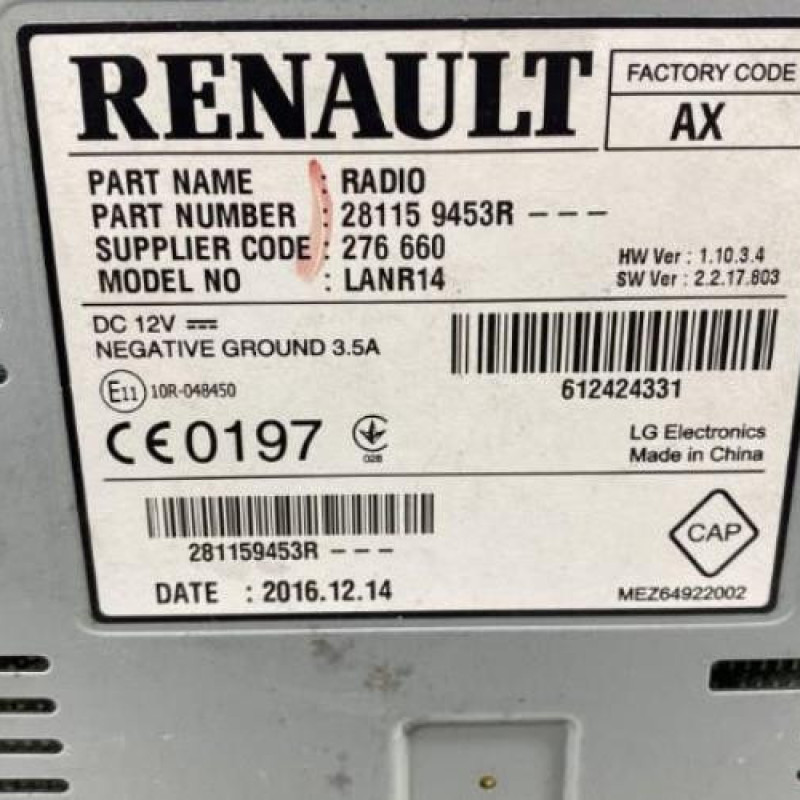 RENAULT
FACTORY CODE
AX
PART NAME : RADIO
PART NUMBER : 28115 9453R - - -
SUPPLIER CODE : 276 660
MODEL NO : LANR14
HW Ver : 1.10.3.4
SW Ver : 2.2.17.803
DC 12V
NEGATIVE GROUND 3.5A
E11 10R-048450
CE0197
028
612424331
LG Electronics
Made in China
281159453R - - -
DATE : 2016.12.14
CAP
MEZ64922002